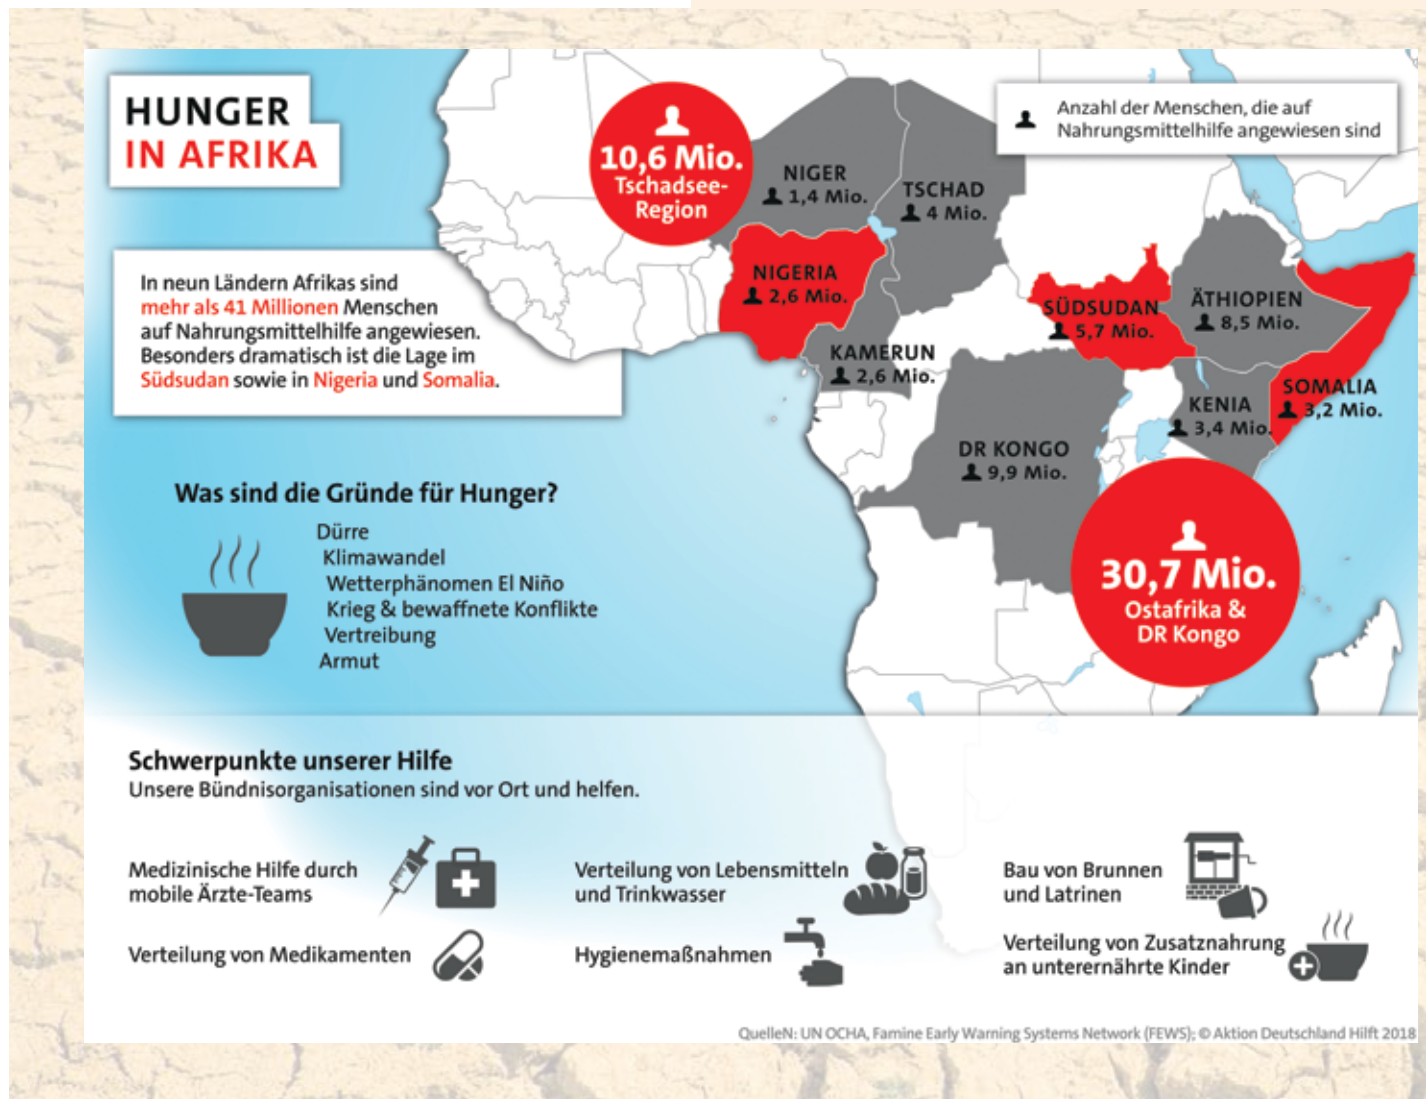 HUNGER
IN AFRIKA
10,6 Mio.
Tschadsee-
Region
Anzahl der Menschen, die auf
Nahrungsmittelhilfe angewiesen sind
NIGER
1,4 Mio.
TSCHAD
4 Mio.
In neun Ländern Afrikas sind
mehr als 41 Millionen Menschen
auf Nahrungsmittelhilfe angewiesen.
Besonders dramatisch ist die Lage im
Südsudan sowie in Nigeria und Somalia.
NIGERIA
2,6 Mio.
SÜDSUDAN
5,7 Mio.
ÄTHIOPIEN
8,5 Mio.
KAMERUN
2,6 Mio.
SOMALIA
3,2 Mio.
KENIA
3,4 Mio.
DR KONGO
9,9 Mio.
30,7 Mio.
Ostafrika &
DR Kongo
Was sind die Gründe für Hunger?
Dürre
Klimawandel
Wetterphänomen El Niño
Krieg & bewaffnete Konflikte
Vertreibung
Armut
Schwerpunkte unserer Hilfe
Unsere Bündnisorganisationen sind vor Ort und helfen.
Medizinische Hilfe durch
mobile Ärzte-Teams
Verteilung von Lebensmitteln
und Trinkwasser
Bau von Brunnen
und Latrinen
Verteilung von Medikamenten
Hygienemaßnahmen
Verteilung von Zusatznahrung
an unterernährte Kinder
QuelleN: UN OCHA, Famine Early Warning Systems Network (FEWS); © Aktion Deutschland Hilft 2018